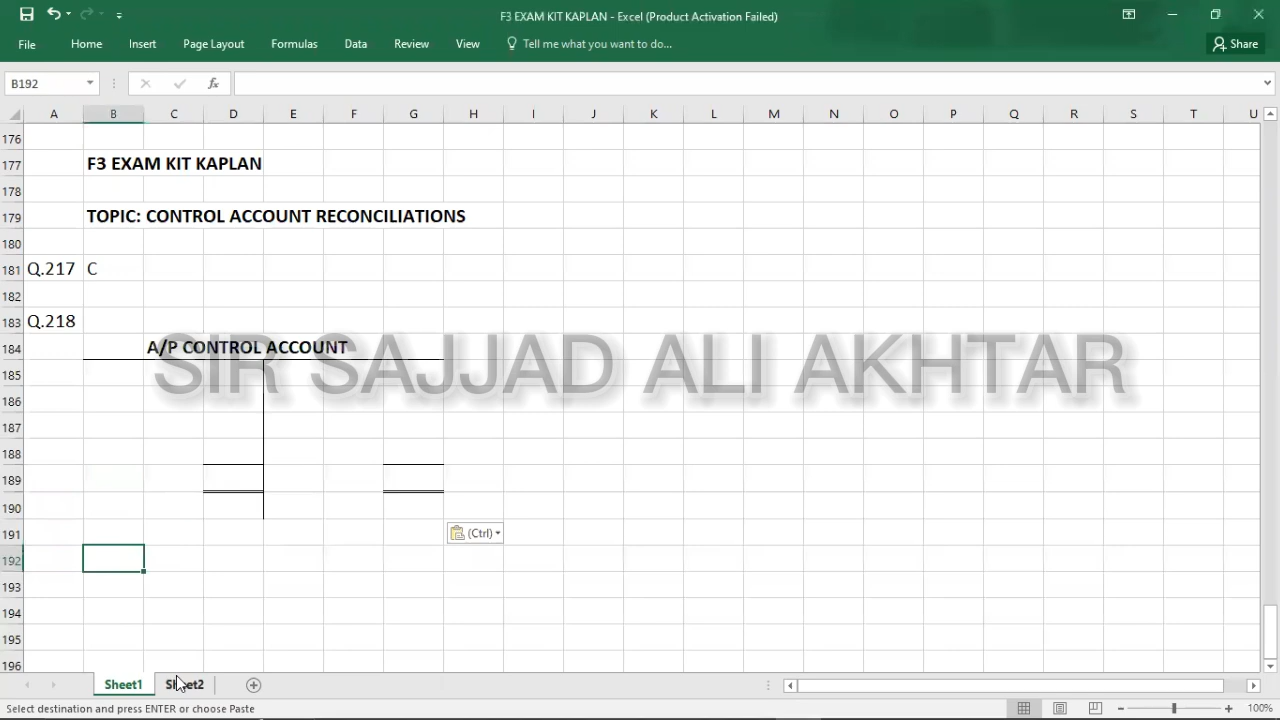 F3 EXAM KIT KAPLAN - Excel (Product Activation Failed)
File Home Insert Page Layout Formulas Data Review View Tell me what you want to do... Share
B192 fx
A B C D E F G H I J K L M N O P Q R S T U
176
177 F3 EXAM KIT KAPLAN
178
179 TOPIC: CONTROL ACCOUNT RECONCILIATIONS
180
181 Q.217 C
182
183 Q.218
184 A/P CONTROL ACCOUNT
SIR SAJJAD ALI AKHTAR
185
186
187
188
189
190
191 (Ctrl)
192
193
194
195
196
Sheet1 Sheet2
Select destination and press ENTER or choose Paste 100%